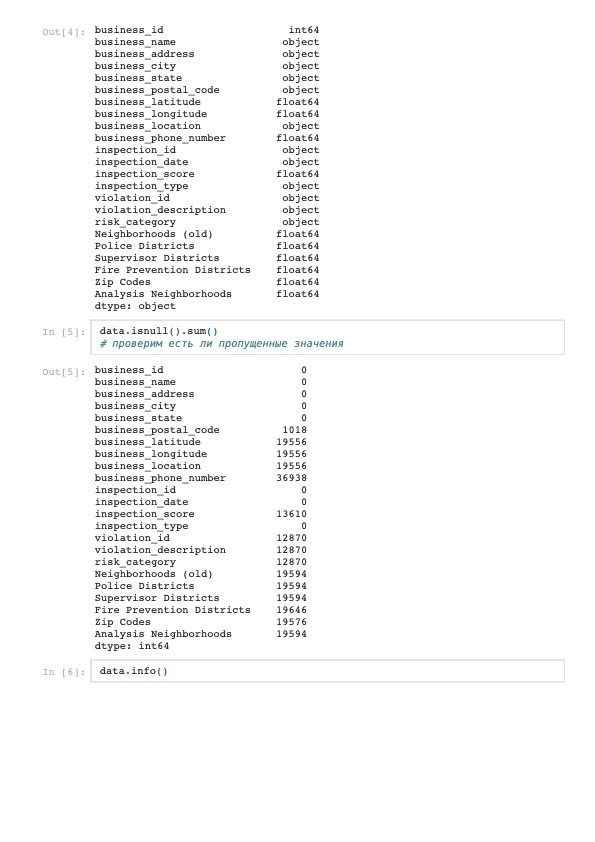 Out[4]: business_id int64
business_name object
business_address object
business_city object
business_state object
business_postal_code object
business_latitude float64
business_longitude float64
business_location object
business_phone_number float64
inspection_id object
inspection_date object
inspection_score float64
inspection_type object
violation_id object
violation_description object
risk_category object
Neighborhoods (old) float64
Police Districts float64
Supervisor Districts float64
Fire Prevention Districts float64
Zip Codes float64
Analysis Neighborhoods float64
dtype: object
In [5]: data.isnull().sum()
# проверим есть ли пропущенные значения
Out[5]: business_id 0
business_name 0
business_address 0
business_city 0
business_state 0
business_postal_code 1018
business_latitude 19556
business_longitude 19556
business_location 19556
business_phone_number 36938
inspection_id 0
inspection_date 0
inspection_score 13610
inspection_type 0
violation_id 12870
violation_description 12870
risk_category 12870
Neighborhoods (old) 19594
Police Districts 19594
Supervisor Districts 19594
Fire Prevention Districts 19646
Zip Codes 19576
Analysis Neighborhoods 19594
dtype: int64
In [6]: data.info()